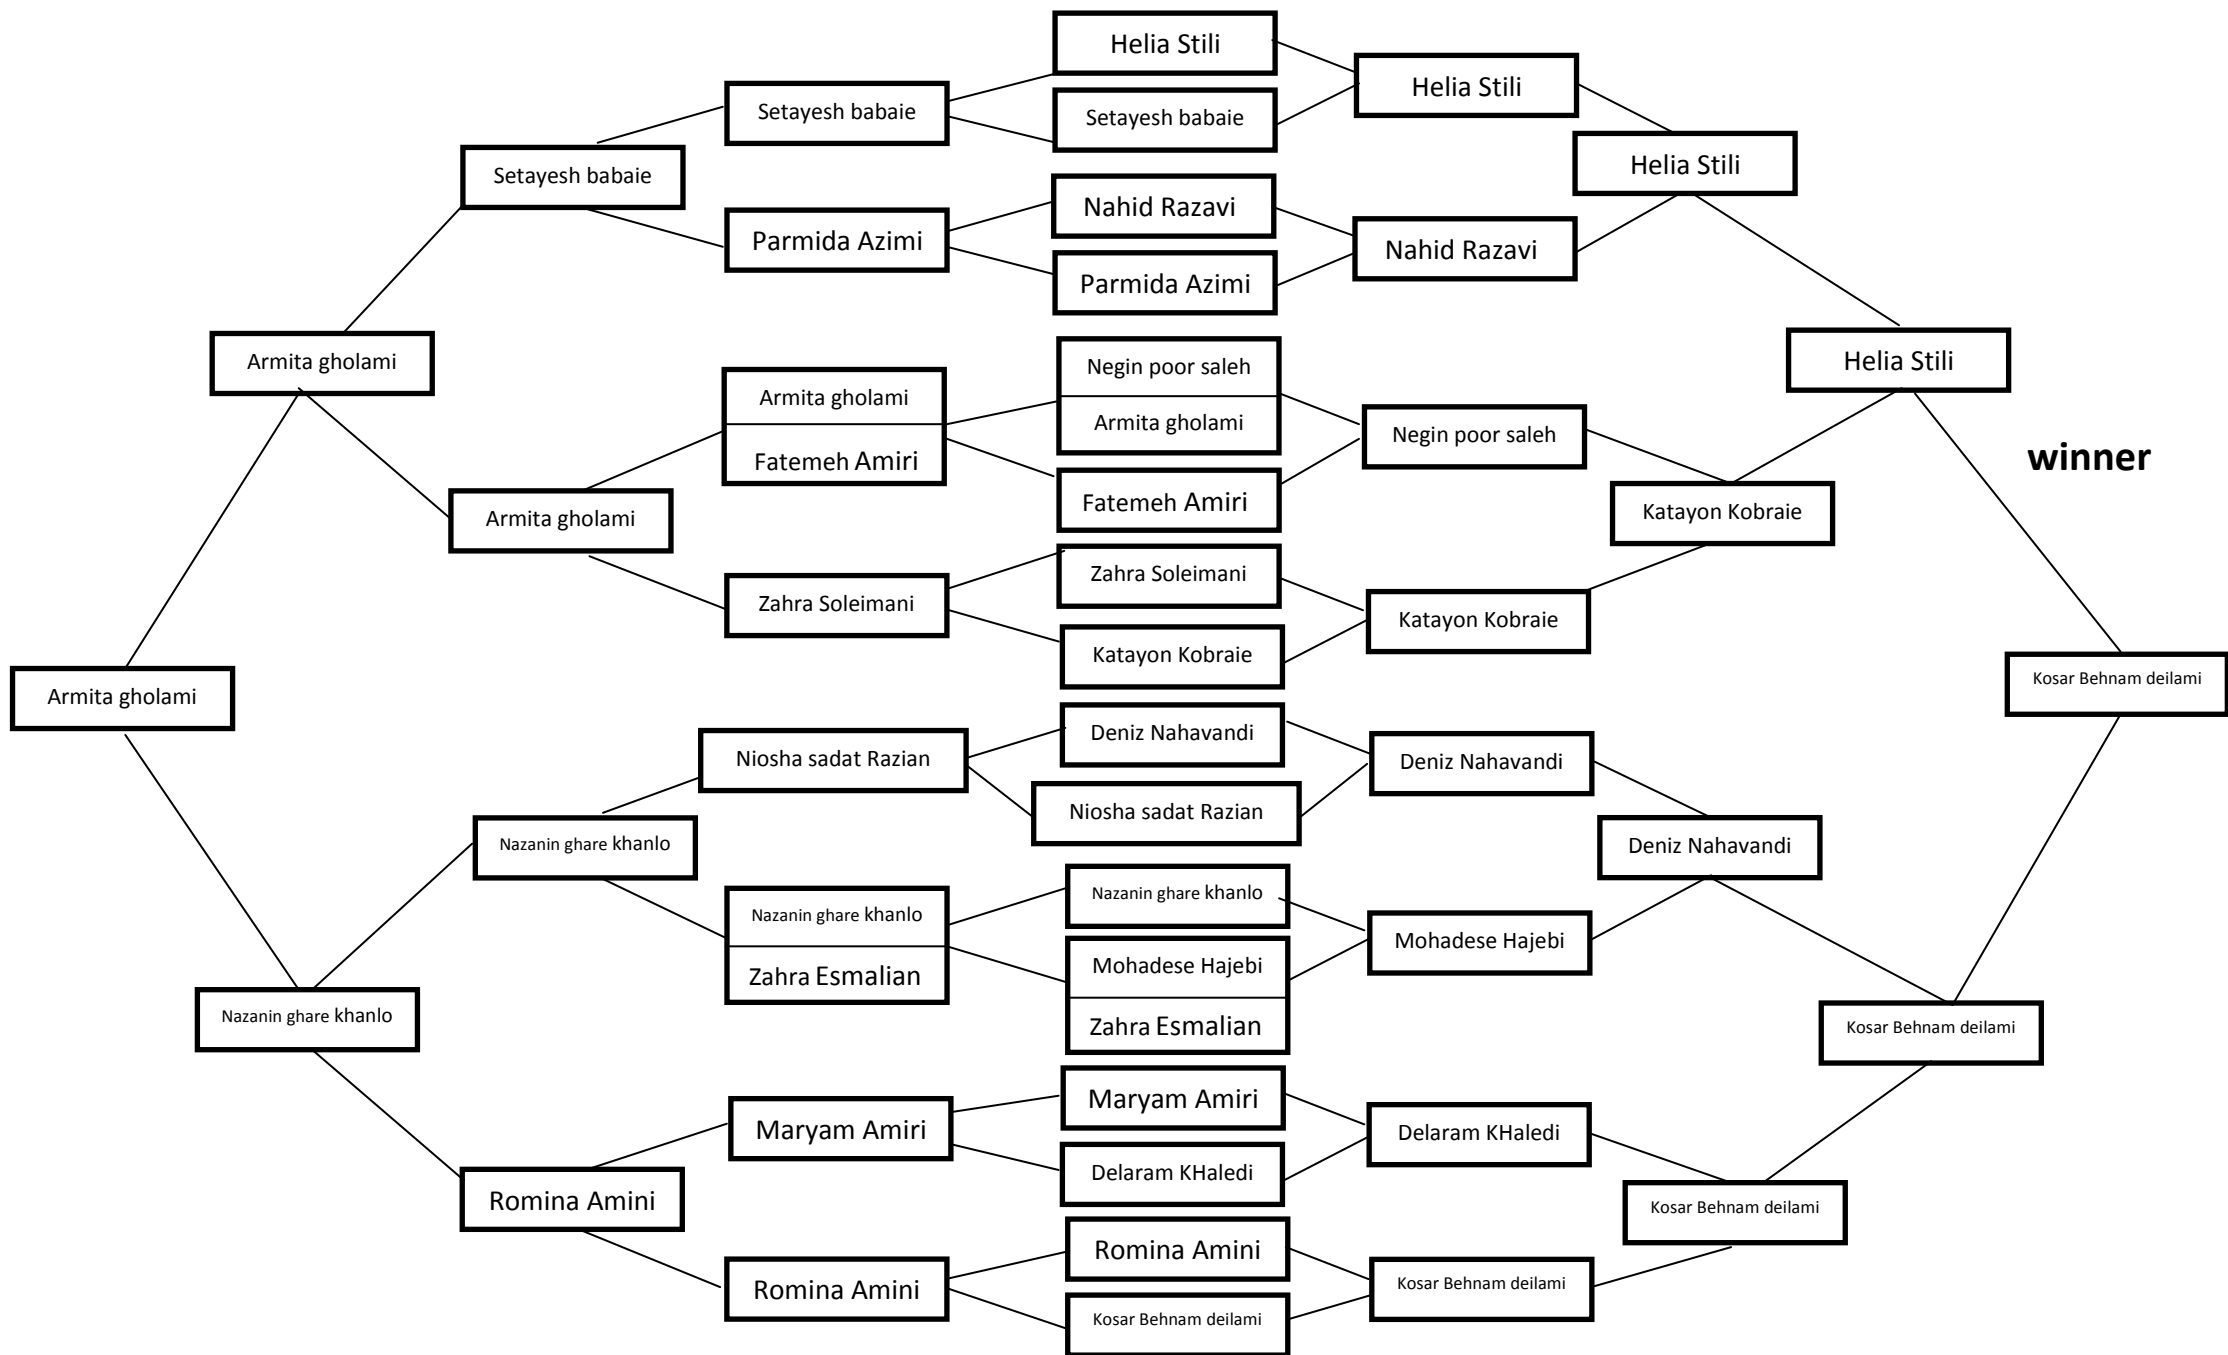 Helia Stili
Helia Stili
Setayesh babaie
Setayesh babaie
Helia Stili
Setayesh babaie
Nahid Razavi
Parmida Azimi
Nahid Razavi
Parmida Azimi
Armita gholami
Negin poor saleh
Helia Stili
Armita gholami
Armita gholami
Negin poor saleh
Fatemeh Amiri
winner
Fatemeh Amiri
Katayon Kobraie
Armita gholami
Zahra Soleimani
Zahra Soleimani
Katayon Kobraie
Katayon Kobraie
Armita gholami
Kosar Behnam deilami
Deniz Nahavandi
Niosha sadat Razian
Deniz Nahavandi
Niosha sadat Razian
Nazanin ghare khanlo
Deniz Nahavandi
Nazanin ghare khanlo
Nazanin ghare khanlo
Mohadese Hajebi
Zahra Esmalian
Mohadese Hajebi
Nazanin ghare khanlo
Zahra Esmalian
Kosar Behnam deilami
Maryam Amiri
Maryam Amiri
Delaram KHaledi
Delaram KHaledi
Romina Amini
Kosar Behnam deilami
Romina Amini
Romina Amini
Kosar Behnam deilami
Kosar Behnam deilami